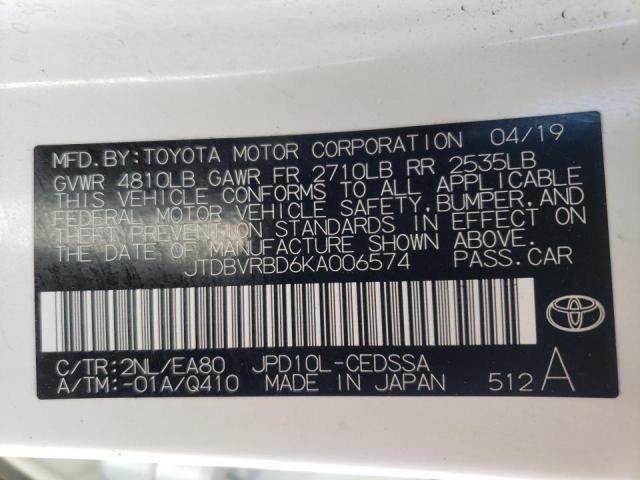 MFD. BY: TOYOTA MOTOR CORPORATION 04/19
GVWR 4810LB GAWR FR 2710LB RR 2535LB
THIS VEHICLE CONFORMS TO ALL APPLICABLE
FEDERAL MOTOR VEHICLE SAFETY, BUMPER, AND
THEFT PREVENTION STANDARDS IN EFFECT ON
THE DATE OF MANUFACTURE SHOWN ABOVE.
JTDBVRBD6KA006574 PASS. CAR
C/TR: 2NL/EA80 JPD10L-CEDSSA
A/TM: -01A/Q410 MADE IN JAPAN 512 A